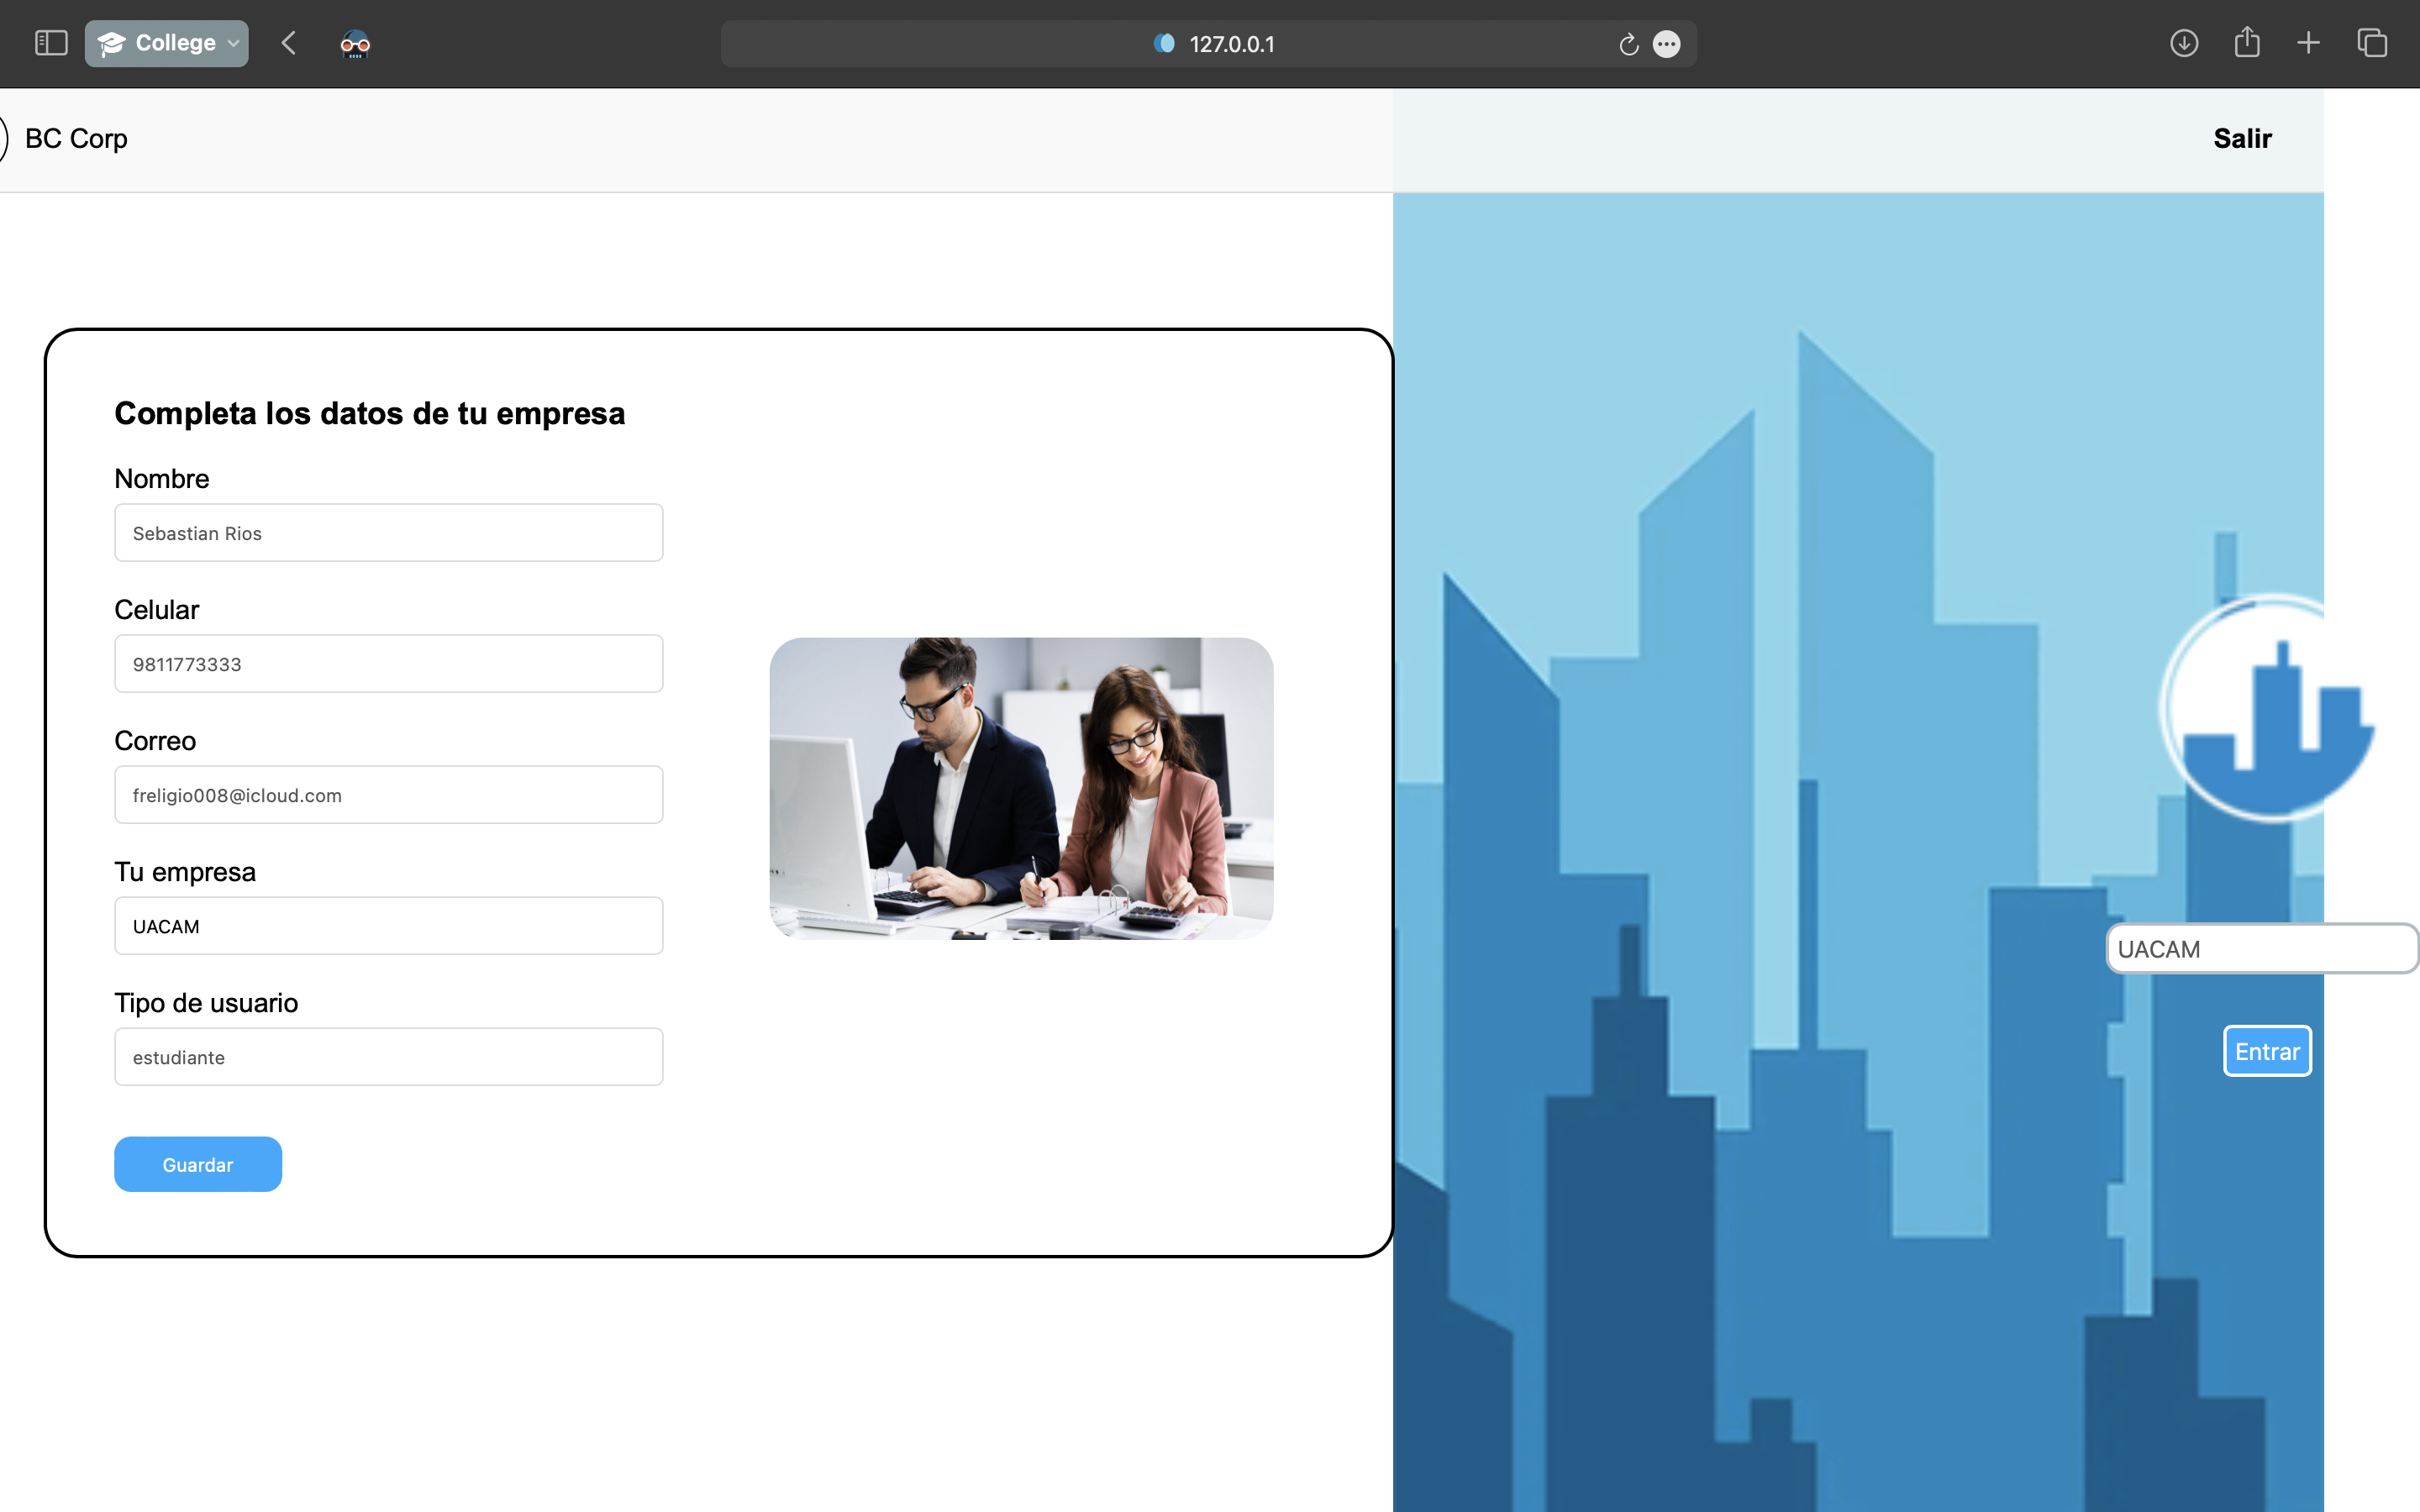 College
127.0.0.1
BC Corp
Salir
Completa los datos de tu empresa
Nombre
Sebastian Rios
Celular
9811773333
Correo
freligio008@icloud.com
Tu empresa
UACAM
Tipo de usuario
estudiante
Guardar
UACAM
Entrar